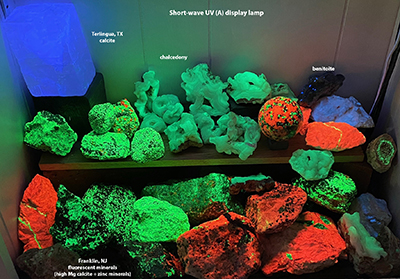 Short-wave UV (A) display lamp
Terlingua, TX
calcite
chalcedony
benitoite
Franklin, NJ
fluorescent minerals
(high Mg calcite + zinc minerals)